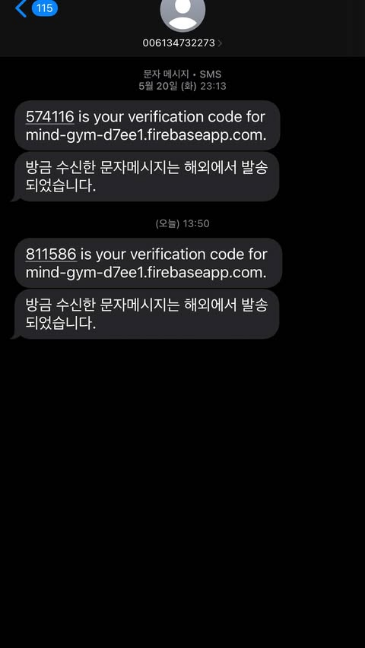 115
006134732273 >
문자 메시지 • SMS
5월 20일 (화) 23:13
574116 is your verification code for
mind-gym-d7ee1.firebaseapp.com.
방금 수신한 문자메시지는 해외에서 발송
되었습니다.
(오늘) 13:50
811586 is your verification code for
mind-gym-d7ee1.firebaseapp.com.
방금 수신한 문자메시지는 해외에서 발송
되었습니다.